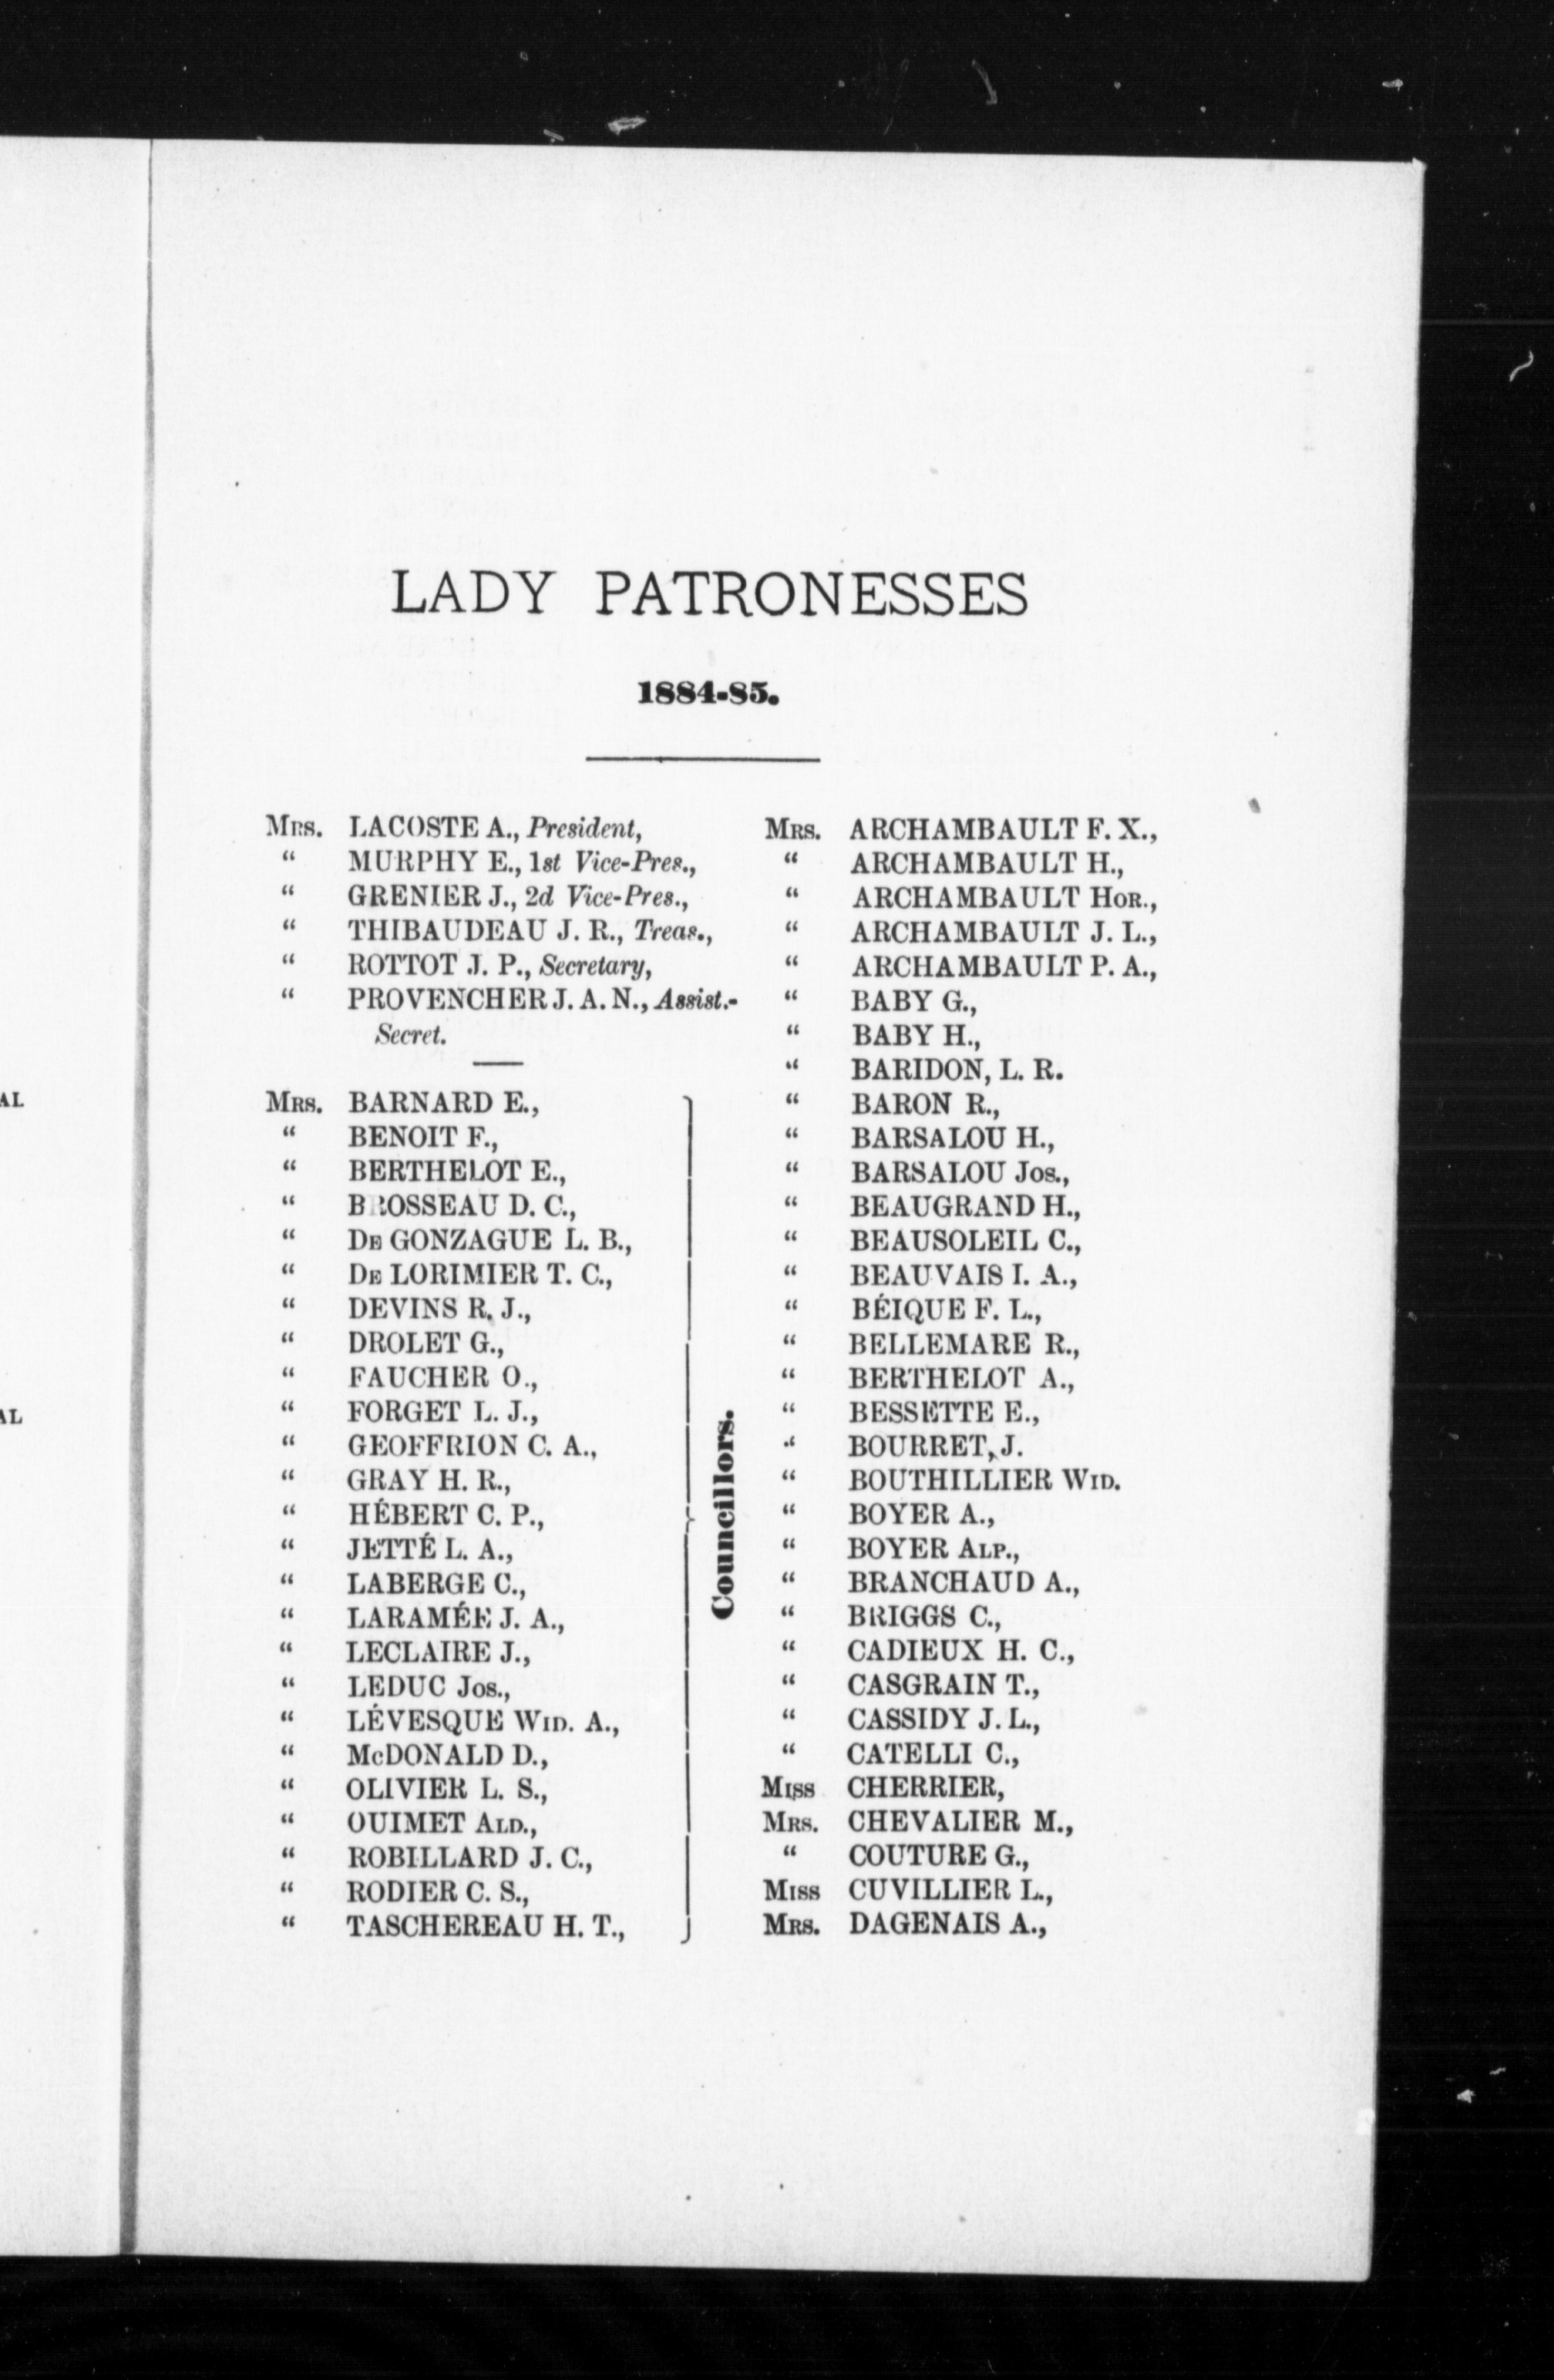 LADY PATRONESSES
1884-85.
Mrs. LACOSTE A., President,
“ MURPHY E., 1st Vice-Pres.,
“ GRENIER J., 2d Vice-Pres.,
“ THIBAUDEAU J. R., Treas.,
“ ROTTOT J. P., Secretary,
“ PROVENCHER J. A. N., Assist.-
Secret.
Mrs. BARNARD E.,
“ BENOIT F.,
“ BERTHELOT E.,
“ BROSSEAU D. C.,
“ De GONZAGUE L. B.,
“ De LORIMIER T. C.,
“ DEVINS R. J.,
“ DROLET G.,
“ FAUCHER O.,
“ FORGET L. J.,
“ GEOFFRION C. A.,
“ GRAY H. R.,
“ HÉBERT C. P.,
“ JETTÉ L. A.,
“ LABERGE C.,
“ LARAMÉE J. A.,
“ LECLAIRE J.,
“ LEDUC Jos.,
“ LÉVESQUE Wid. A.,
“ McDONALD D.,
“ OLIVIER L. S.,
“ OUIMET Ald.,
“ ROBILLARD J. C.,
“ RODIER C. S.,
“ TASCHEREAU H. T.,
Councillors.
Mrs. ARCHAMBAULT F. X.,
“ ARCHAMBAULT H.,
“ ARCHAMBAULT Hor.,
“ ARCHAMBAULT J. L.,
“ ARCHAMBAULT P. A.,
“ BABY G.,
“ BABY H.,
“ BARIDON, L. R.
“ BARON R.,
“ BARSALOU H.,
“ BARSALOU Jos.,
“ BEAUGRAND H.,
“ BEAUSOLEIL C.,
“ BEAUVAIS I. A.,
“ BÉIQUE F. L.,
“ BELLEMARE R.,
“ BERTHELOT A.,
“ BESSETTE E.,
“ BOURRET, J.
“ BOUTHILLIER Wid.
“ BOYER A.,
“ BOYER Alp.,
“ BRANCHAUD A.,
“ BRIGGS C.,
“ CADIEUX H. C.,
“ CASGRAIN T.,
“ CASSIDY J. L.,
“ CATELLI C.,
Miss CHERRIER,
Mrs. CHEVALIER M.,
“ COUTURE G.,
Miss CUVILLIER L.,
Mrs. DAGENAIS A.,